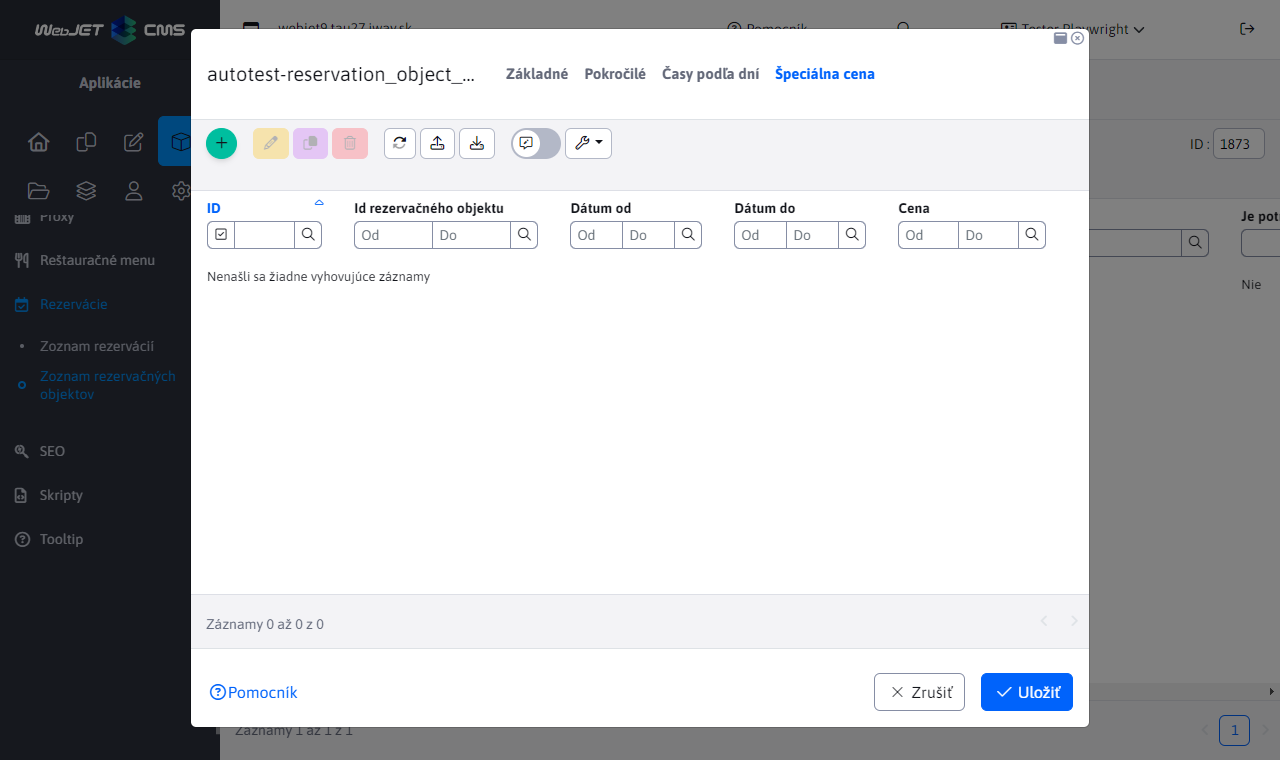 WebJET CMS
webjet9.tau27.iway.sk
Pomocník
Tester Playwright
Aplikácie
autotest-reservation_object_...
Základné
Pokročilé
Časy podľa dní
Špeciálna cena
ID :
1873
Proxy
Reštauračné menu
Rezervácie
Zoznam rezervácií
Zoznam rezervačných
objektov
SEO
Skripty
Tooltip
ID
Id rezervačného objektu
Dátum od
Dátum do
Cena
Od
Do
Od
Do
Od
Do
Od
Do
Nenašli sa žiadne vyhovujúce záznamy
Je pot
Nie
Záznamy 0 až 0 z 0
Pomocník
Zrušiť
Uložiť
Záznamy 1 až 1 z 1
1